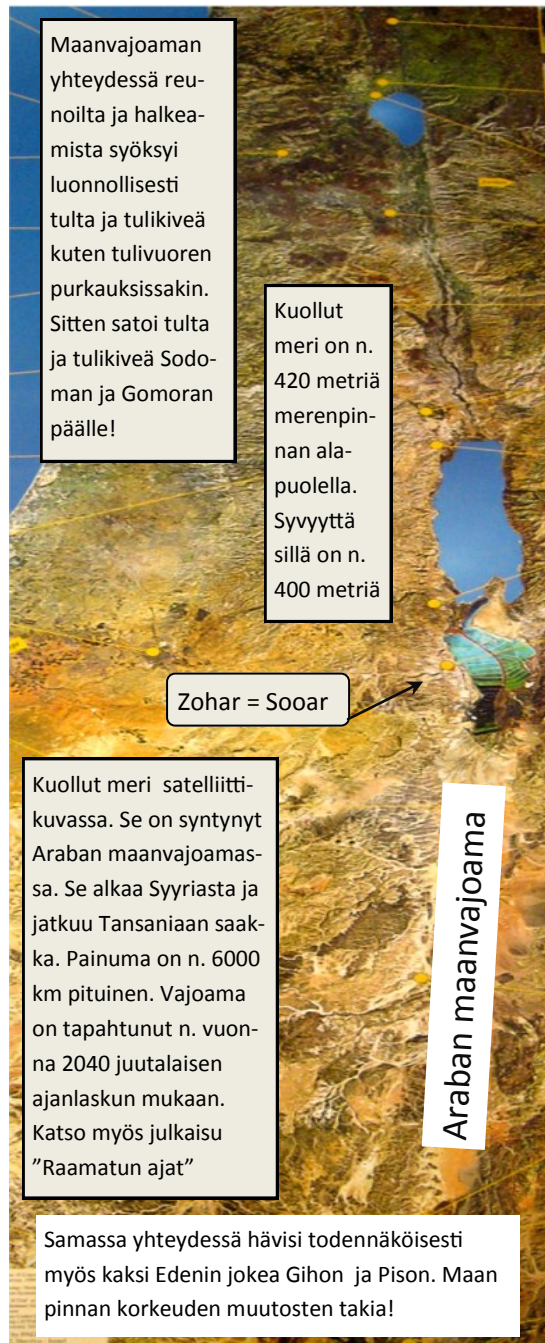 Maanvajoaman
yhteydessä reu-
noilta ja halkea-
mista syöksyi
luonnollisesti
tulta ja tulikiveä
kuten tulivuoren
purkauksissakin.
Sitten satoi tulta
ja tulikiveä Sodo-
man ja Gomoran
päälle!
Kuollut
meri on n.
420 metriä
merenpin-
nan ala-
puolella.
Syvyyttä
sillä on n.
400 metriä
Zohar = Sooar
Kuollut meri satelliitti-
kuvassa. Se on syntynyt
Araban maanvajoamas-
sa. Se alkaa Syyriasta ja
jatkuu Tansaniaan saak-
ka. Painuma on n. 6000
km pituinen. Vajoama
on tapahtunut n. vuon-
na 2040 juutalaisen
ajanlaskun mukaan.
Katso myös julkaisu
”Raamatun ajat”
Araban maanvajoama
Samassa yhteydessä hävisi todennäköisesti
myös kaksi Edenin jokea Gihon ja Pison. Maan
pinnan korkeuden muutosten takia!